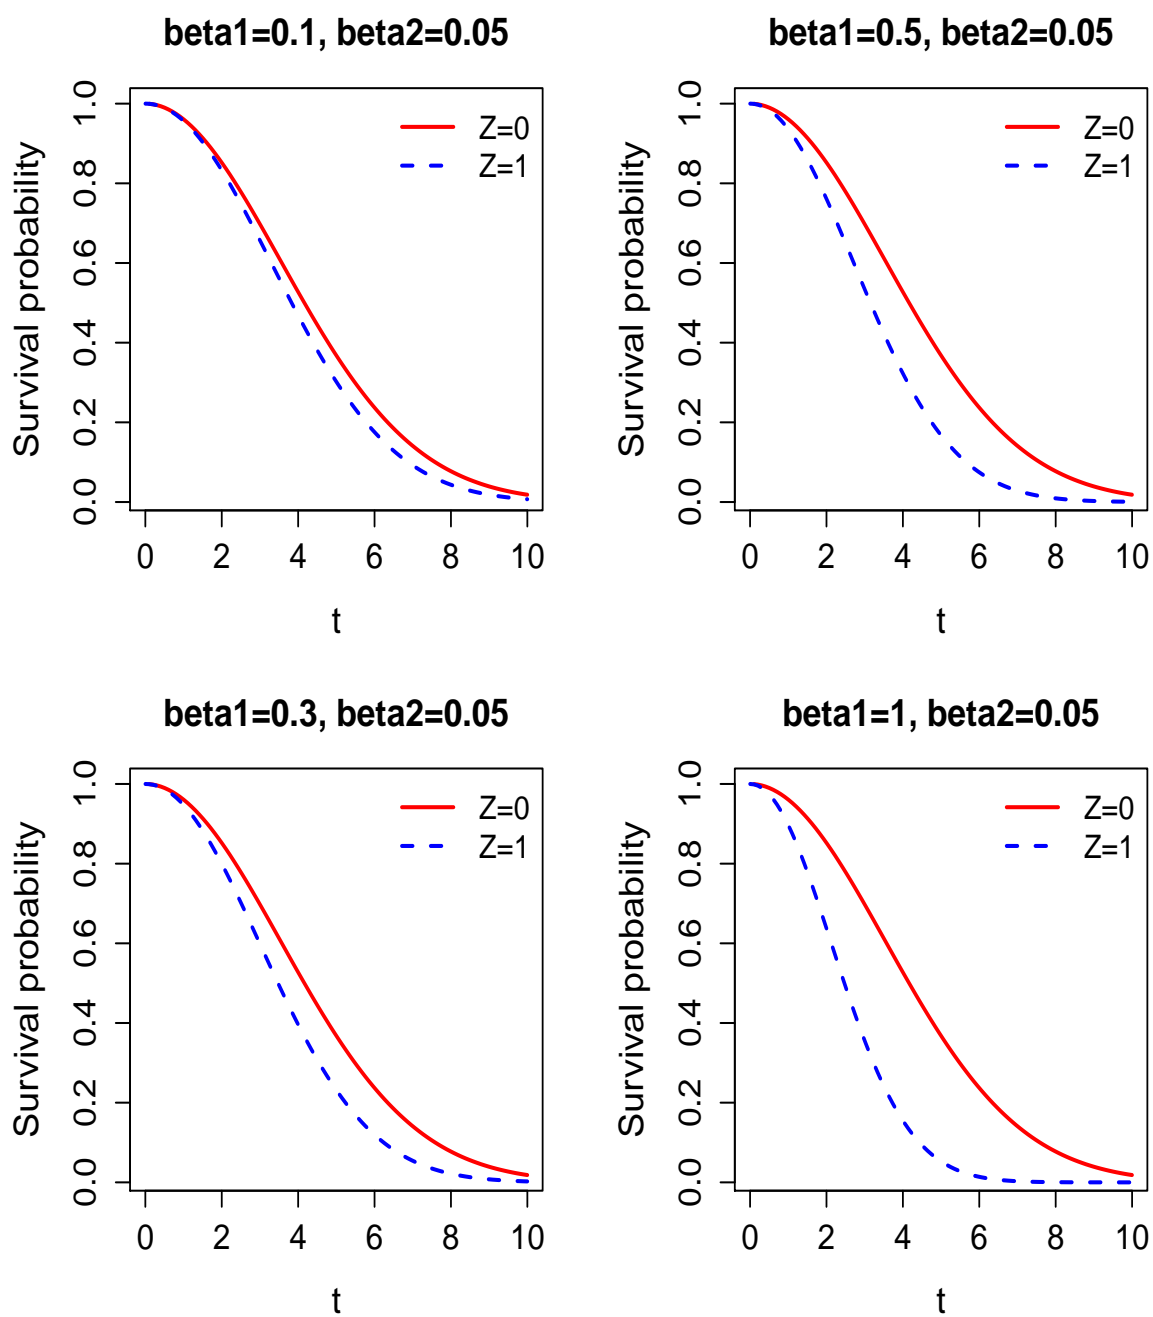 beta1=0.1, beta2=0.05
Survival probability
1.0
0.8
0.6
0.4
0.2
0.0
Z=0
Z=1
0 2 4 6 8 10
t
beta1=0.5, beta2=0.05
Survival probability
1.0
0.8
0.6
0.4
0.2
0.0
Z=0
Z=1
0 2 4 6 8 10
t
beta1=0.3, beta2=0.05
Survival probability
1.0
0.8
0.6
0.4
0.2
0.0
Z=0
Z=1
0 2 4 6 8 10
t
beta1=1, beta2=0.05
Survival probability
1.0
0.8
0.6
0.4
0.2
0.0
Z=0
Z=1
0 2 4 6 8 10
t